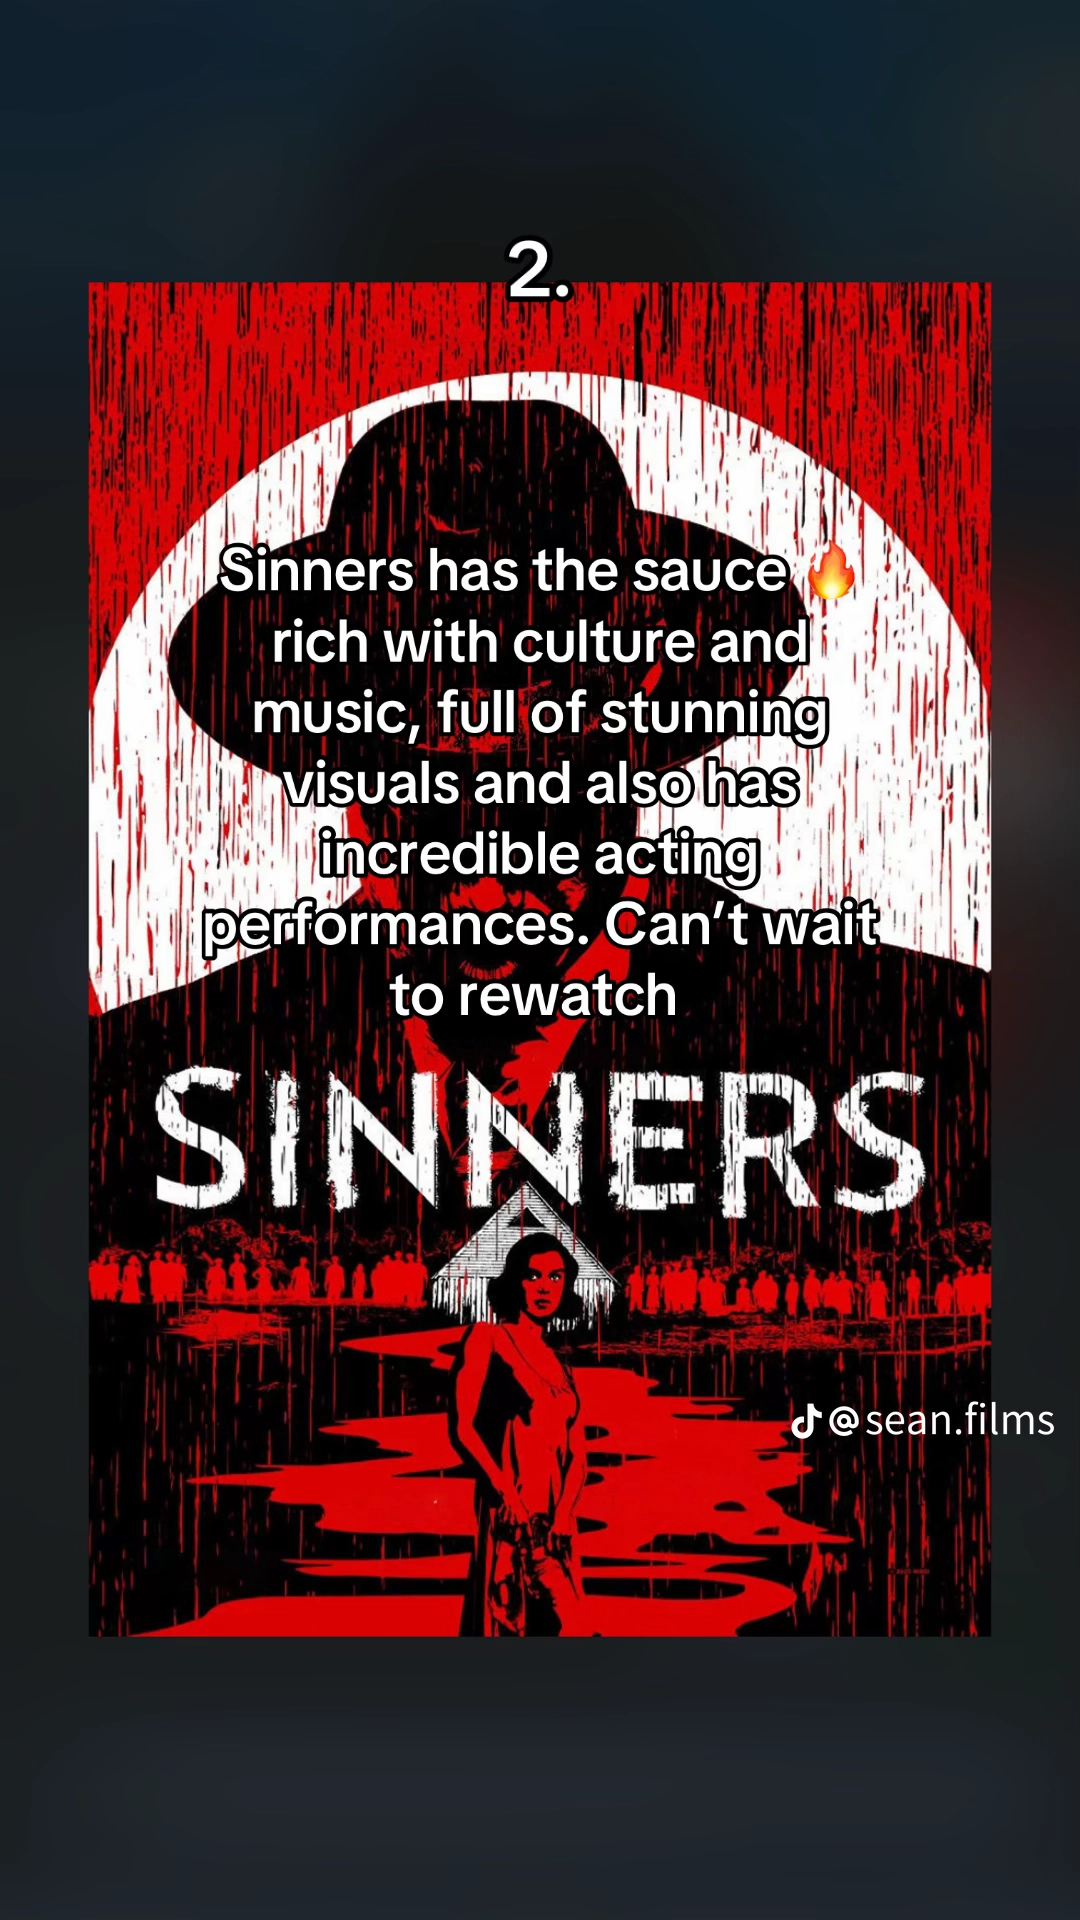 2.
Sinners has the sauce 🔥
rich with culture and
music, full of stunning
visuals and also has
incredible acting
performances. Can’t wait
to rewatch
SINNERS
@sean.films